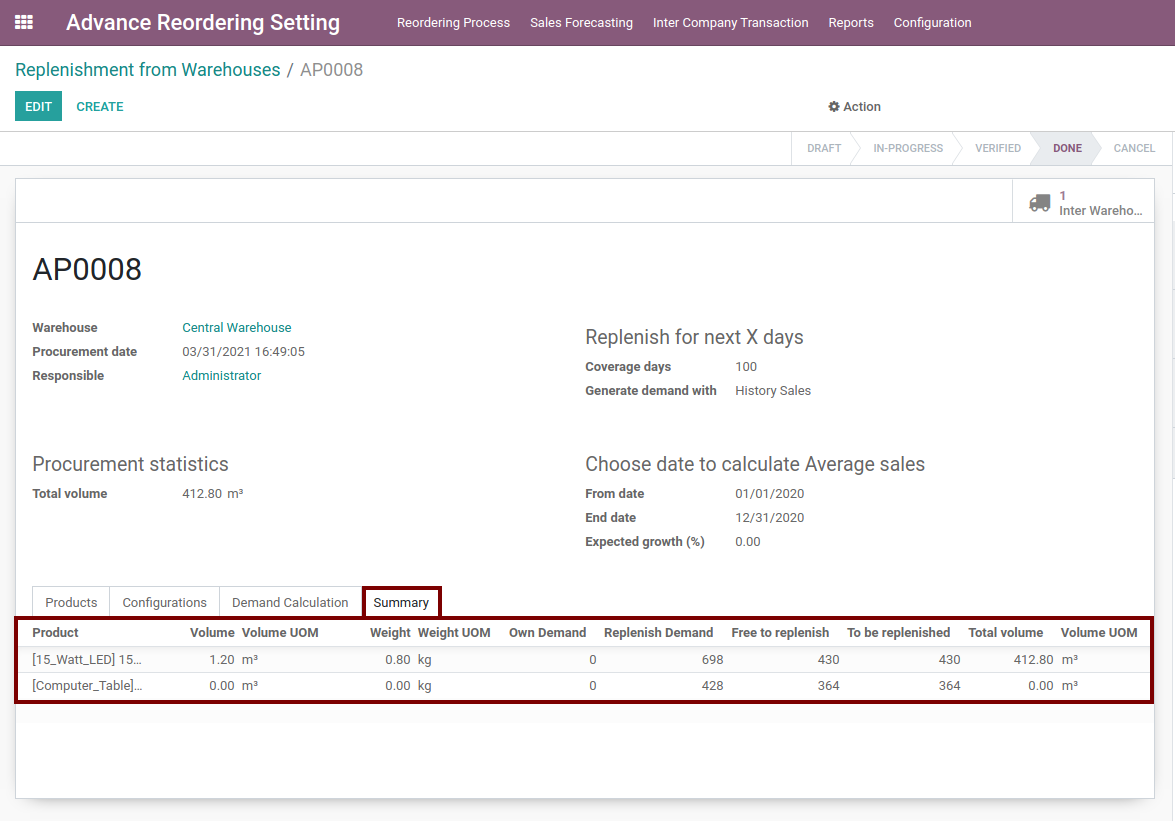 Advance Reordering Setting Reordering Process Sales Forecasting Inter Company Transaction Reports Configuration
Replenishment from Warehouses / AP0008
EDIT CREATE Action
DRAFT IN-PROGRESS VERIFIED DONE CANCEL
1
Inter Wareho...
AP0008
Warehouse Central Warehouse
Procurement date 03/31/2021 16:49:05
Responsible Administrator
Replenish for next X days
Coverage days 100
Generate demand with History Sales
Procurement statistics
Total volume 412.80 m³
Choose date to calculate Average sales
From date 01/01/2020
End date 12/31/2020
Expected growth (%) 0.00
Products Configurations Demand Calculation Summary
Product Volume Volume UOM Weight Weight UOM Own Demand Replenish Demand Free to replenish To be replenished Total volume Volume UOM
[15_Watt_LED] 15... 1.20 m³ 0.80 kg 0 698 430 430 412.80 m³
[Computer_Table]... 0.00 m³ 0.00 kg 0 428 364 364 0.00 m³